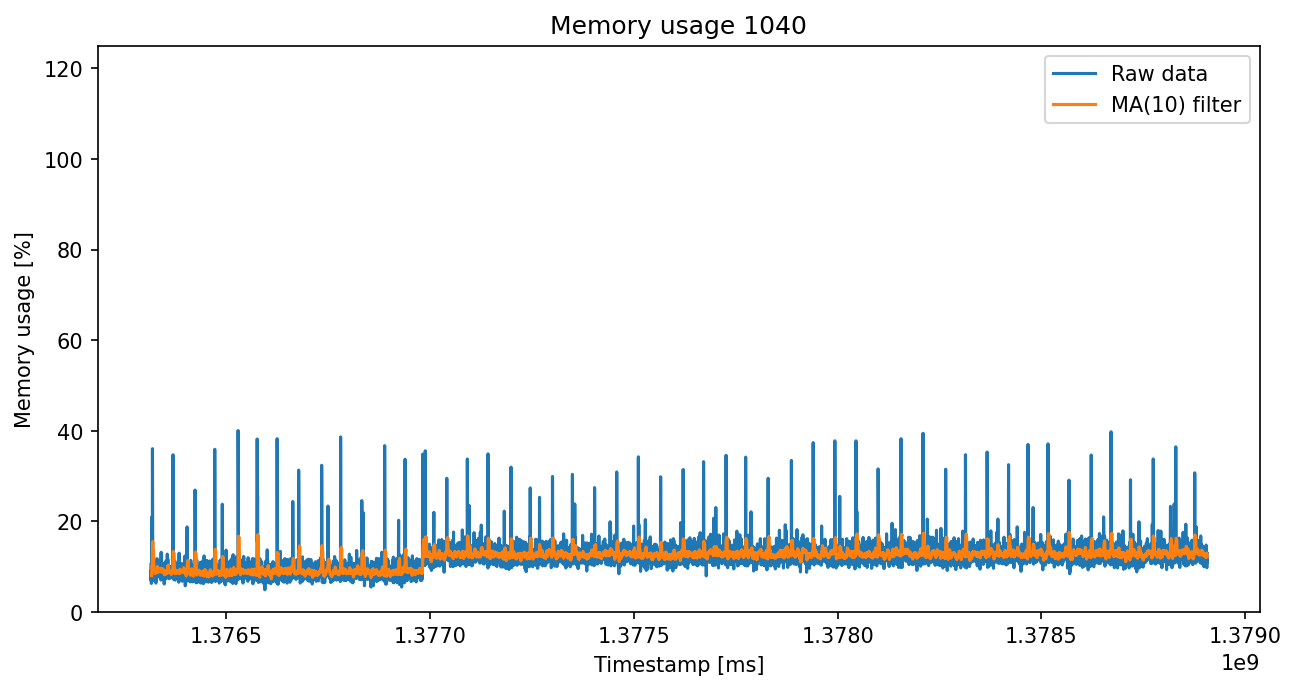 Memory usage 1040
Raw data
MA(10) filter
Memory usage [%]
120
100
80
60
40
20
0
1.3765 1.3770 1.3775 1.3780 1.3785 1.3790
1e9
Timestamp [ms]